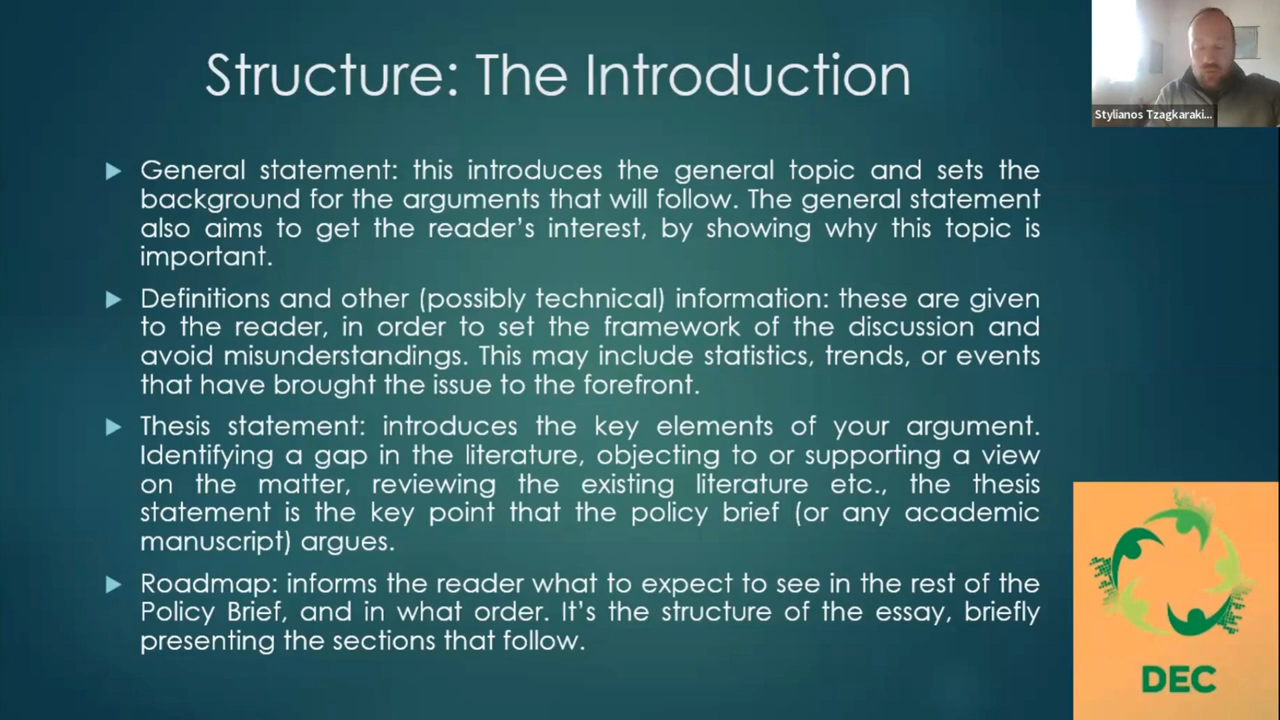 Structure: The Introduction
Stylianos Tzagkaraki...
General statement: this introduces the general topic and sets the
background for the arguments that will follow. The general statement
also aims to get the reader's interest, by showing why this topic is
important.
Definitions and other (possibly technical) information: these are given
to the reader, in order to set the framework of the discussion and
avoid misunderstandings. This may include statistics, trends, or events
that have brought the issue to the forefront.
Thesis statement: introduces the key elements of your argument.
Identifying a gap in the literature, objecting to or supporting a view
on the matter, reviewing the existing literature etc., the thesis
statement is the key point that the policy brief (or any academic
manuscript) argues.
Roadmap: informs the reader what to expect to see in the rest of the
Policy Brief, and in what order. It's the structure of the essay, briefly
presenting the sections that follow.
DEC